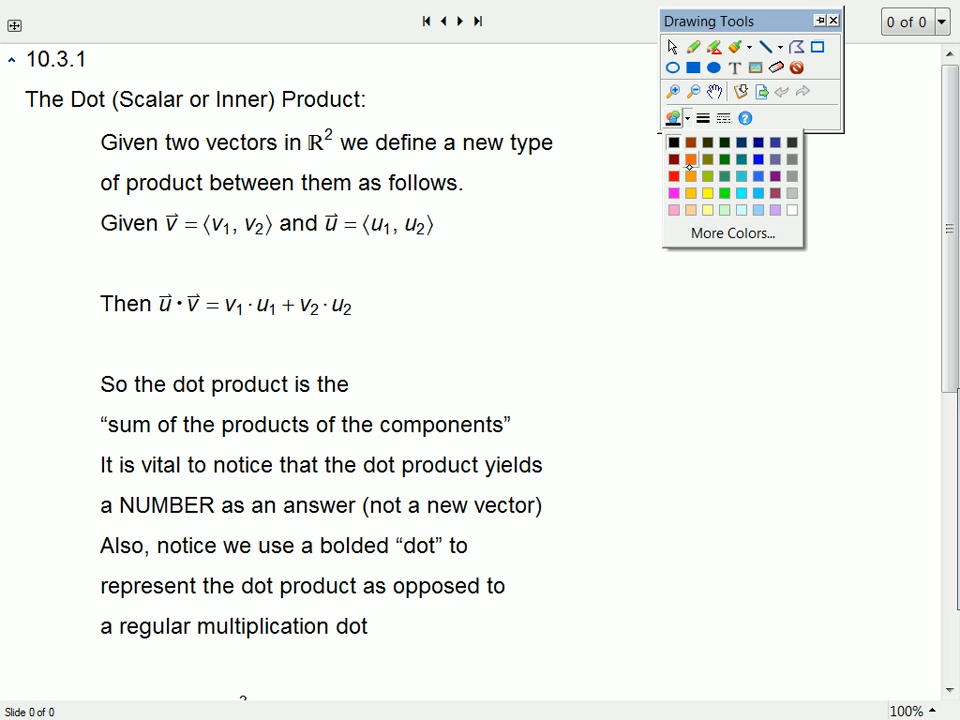 Drawing Tools
0 of 0
10.3.1
The Dot (Scalar or Inner) Product:
Given two vectors in ℝ² we define a new type
of product between them as follows.
Given v⃗ = ⟨v₁, v₂⟩ and u⃗ = ⟨u₁, u₂⟩
Then u⃗ • v⃗ = v₁ · u₁ + v₂ · u₂
So the dot product is the
“sum of the products of the components”
It is vital to notice that the dot product yields
a NUMBER as an answer (not a new vector)
Also, notice we use a bolded “dot” to
represent the dot product as opposed to
a regular multiplication dot
More Colors...
Slide 0 of 0
100%